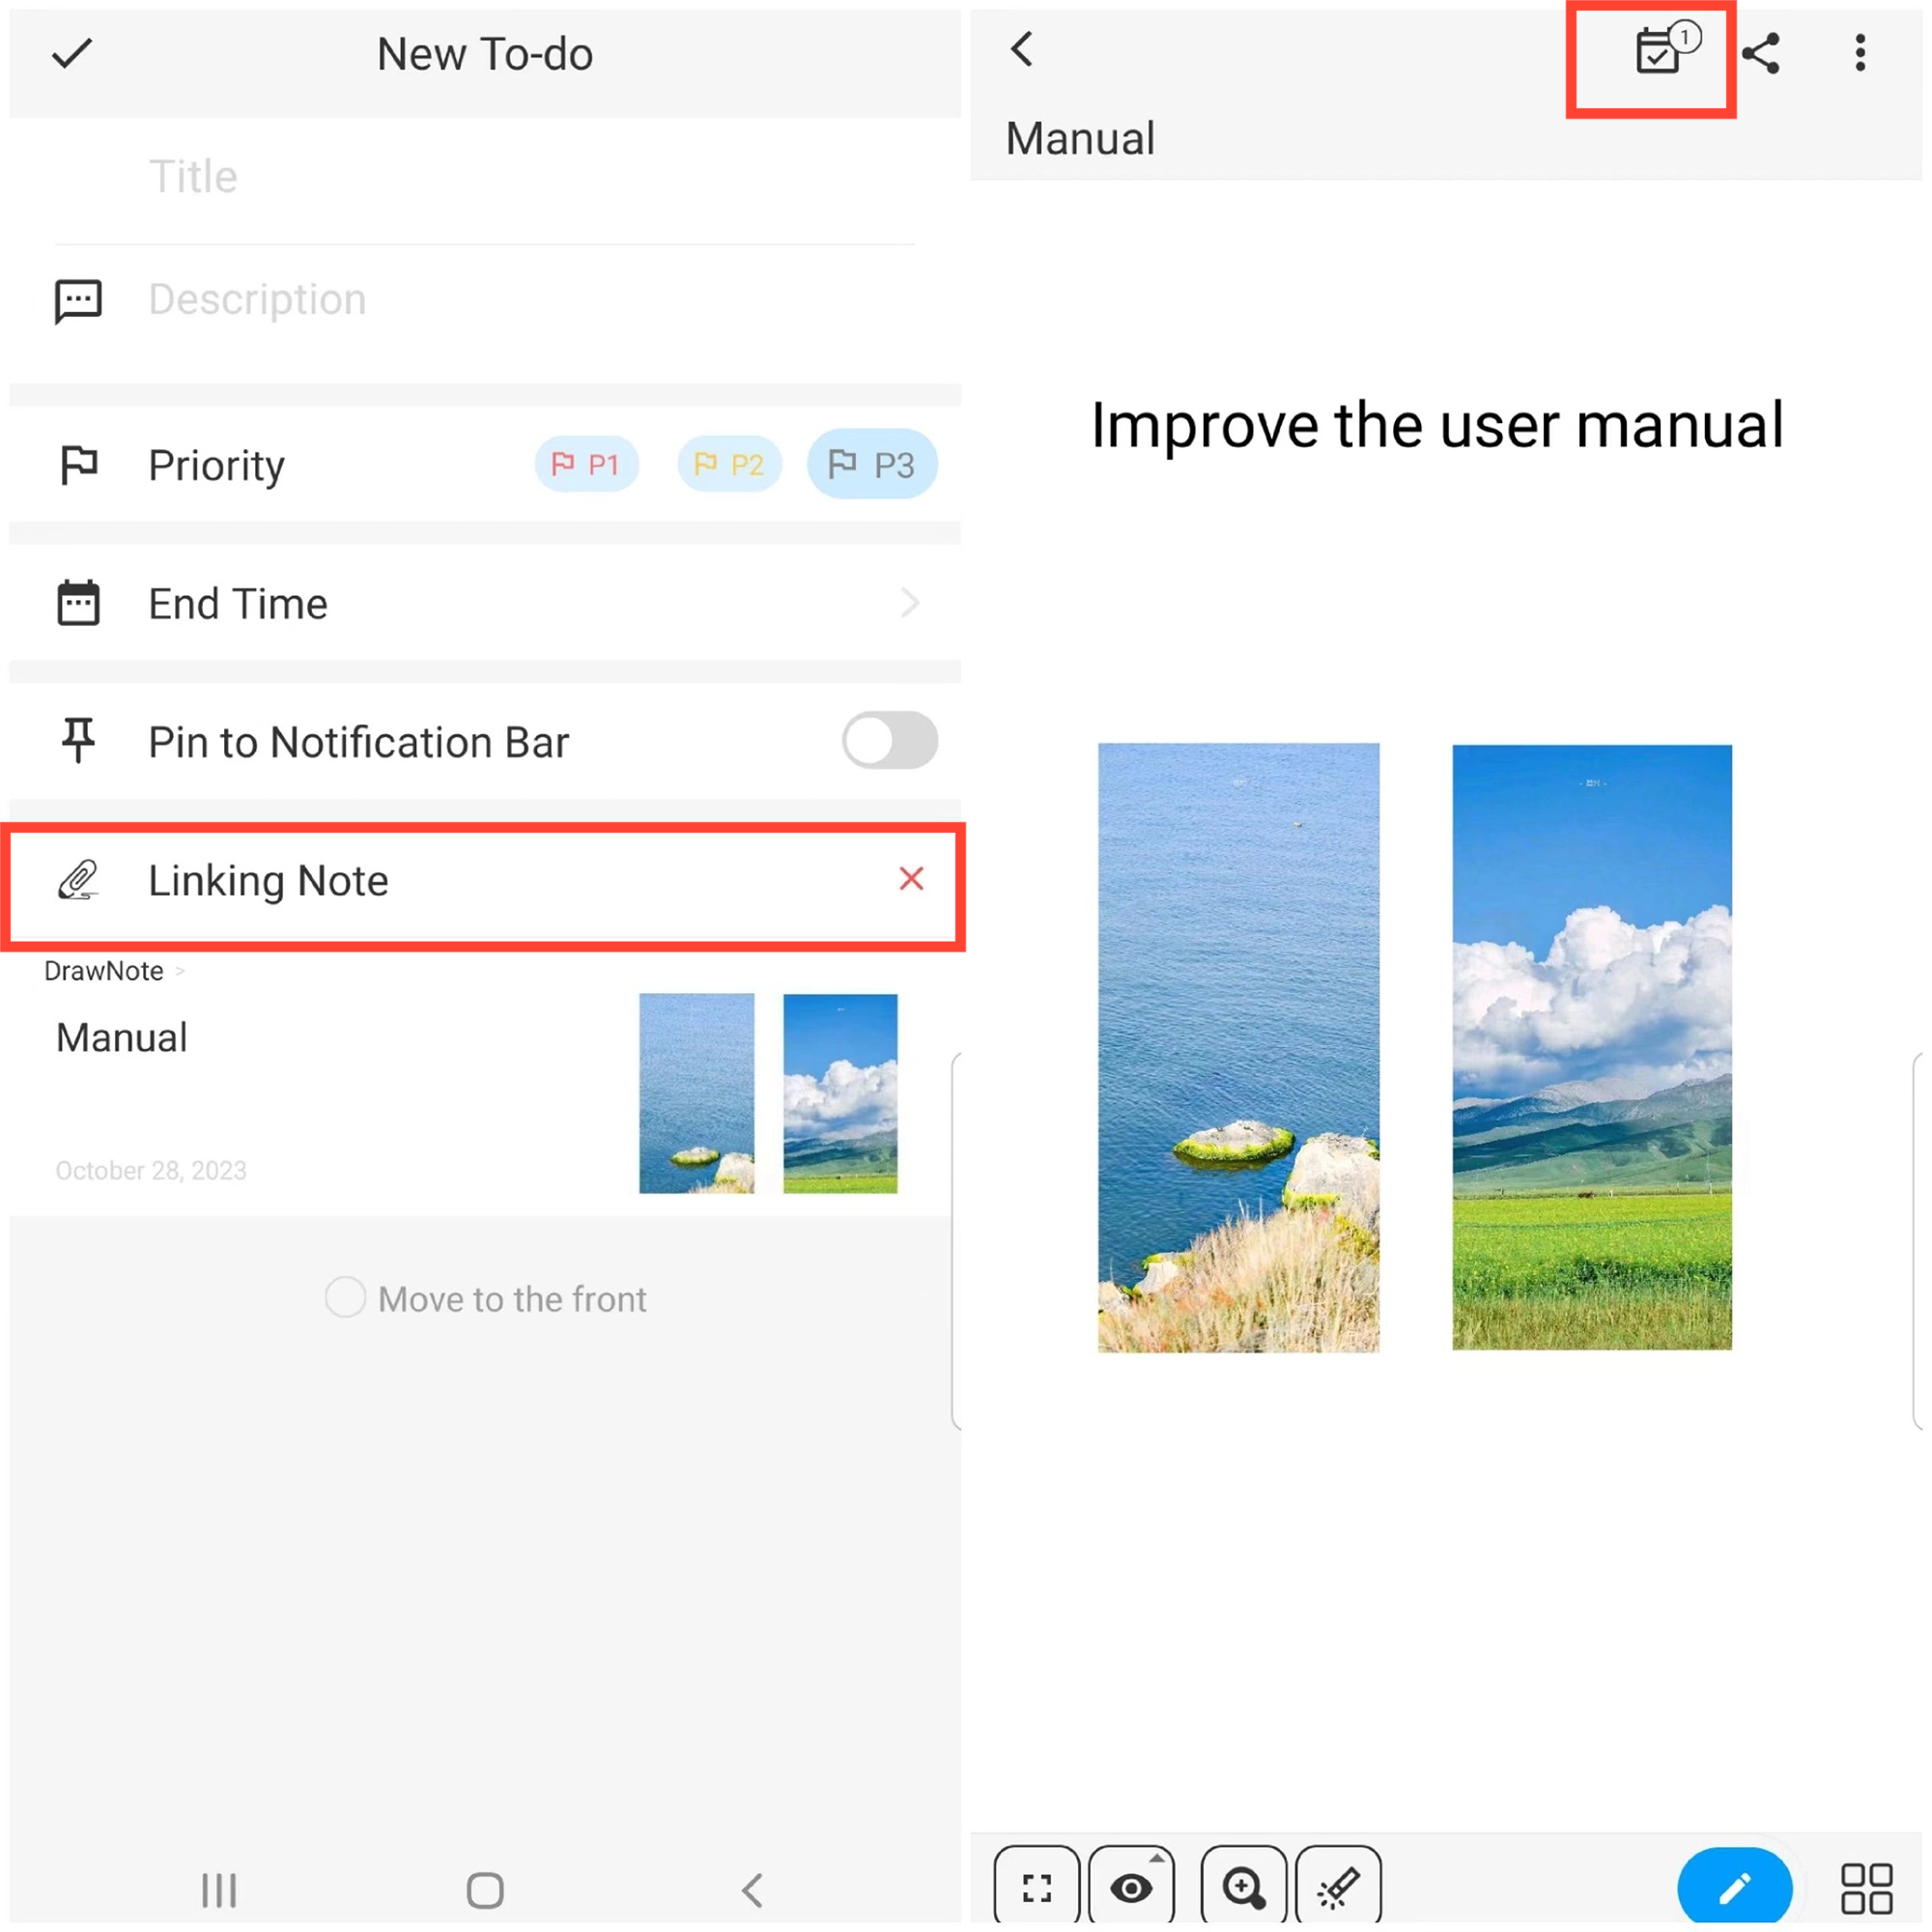 New To-do
Title
Description
Priority P1 P2 P3
End Time
Pin to Notification Bar
Linking Note
DrawNote >
Manual
October 28, 2023
Move to the front
1
Manual
Improve the user manual